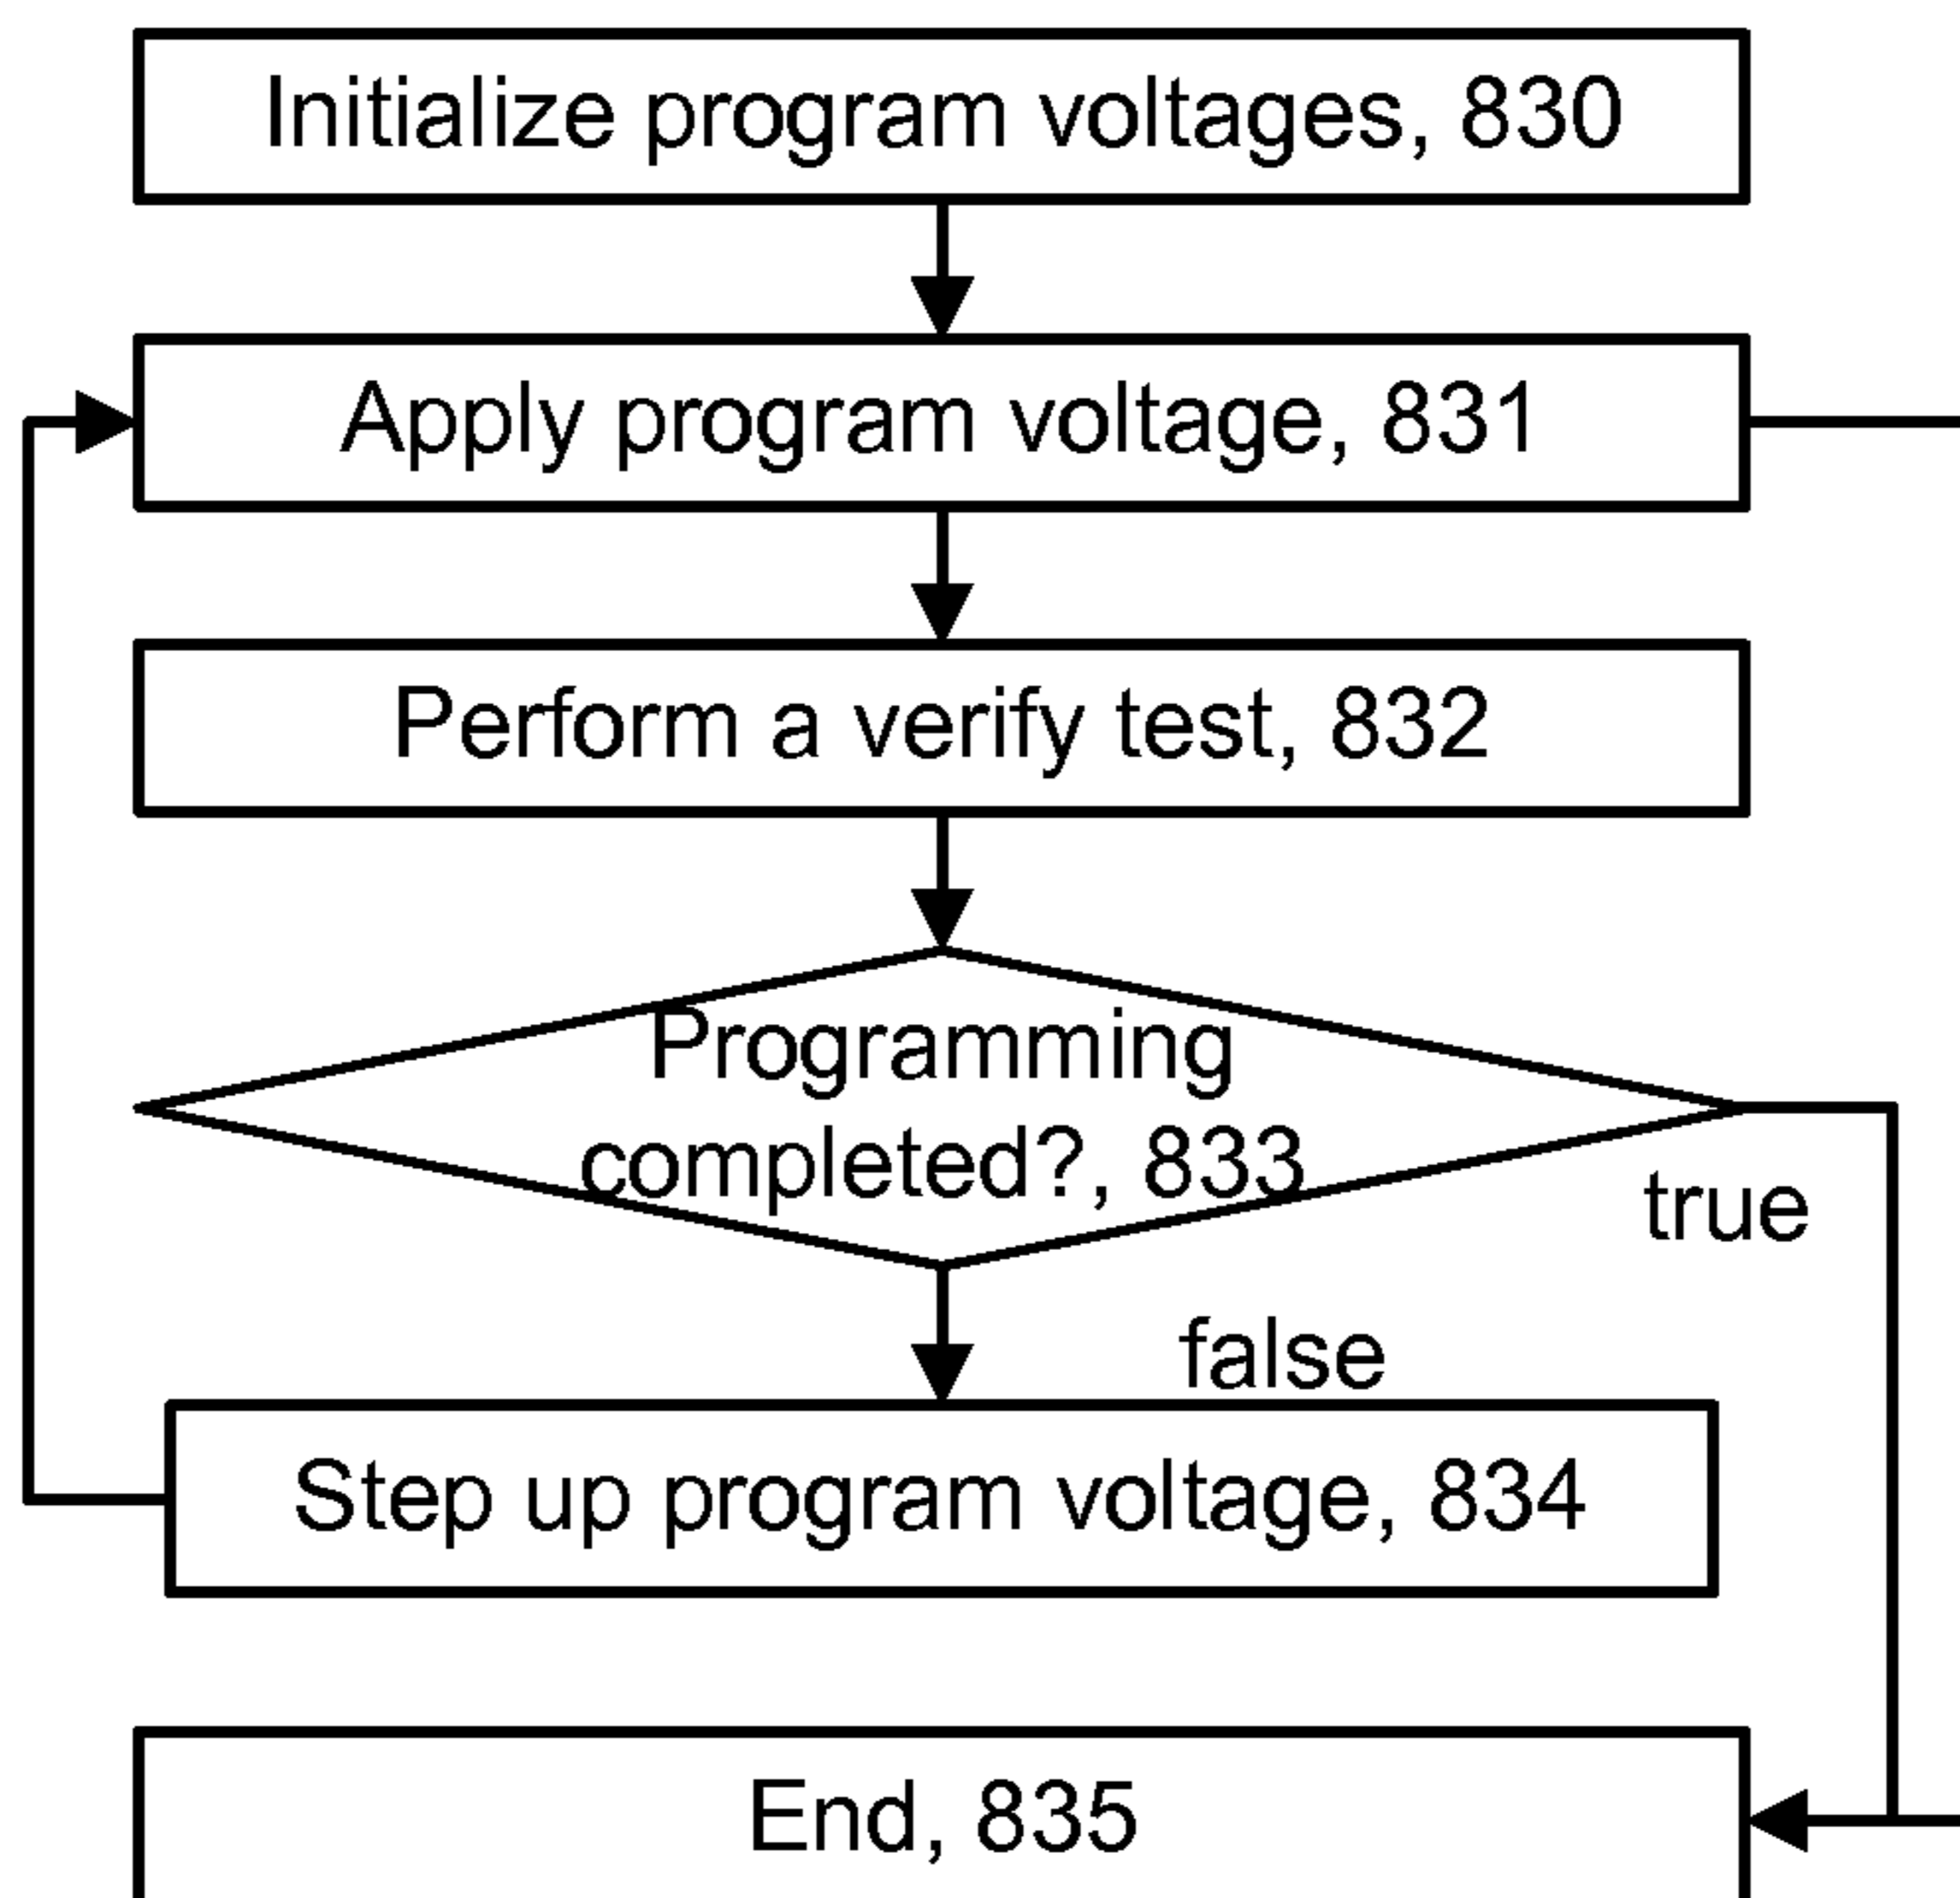 Initialize program voltages, 830
Apply program voltage, 831
Perform a verify test, 832
Programming
completed?, 833
true
false
Step up program voltage, 834
End, 835